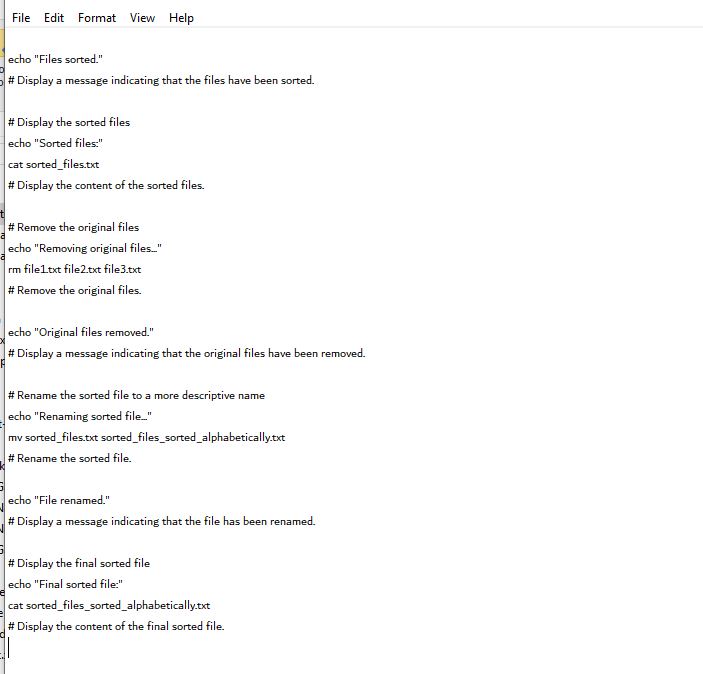 File Edit Format View Help
echo "Files sorted."
# Display a message indicating that the files have been sorted.
# Display the sorted files
echo "Sorted files:"
cat sorted_files.txt
# Display the content of the sorted files.
# Remove the original files
echo "Removing original files..."
rm file1.txt file2.txt file3.txt
# Remove the original files.
echo "Original files removed."
# Display a message indicating that the original files have been removed.
# Rename the sorted file to a more descriptive name
echo "Renaming sorted file..."
mv sorted_files.txt sorted_files_sorted_alphabetically.txt
# Rename the sorted file.
echo "File renamed."
# Display a message indicating that the file has been renamed.
# Display the final sorted file
echo "Final sorted file:"
cat sorted_files_sorted_alphabetically.txt
# Display the content of the final sorted file.